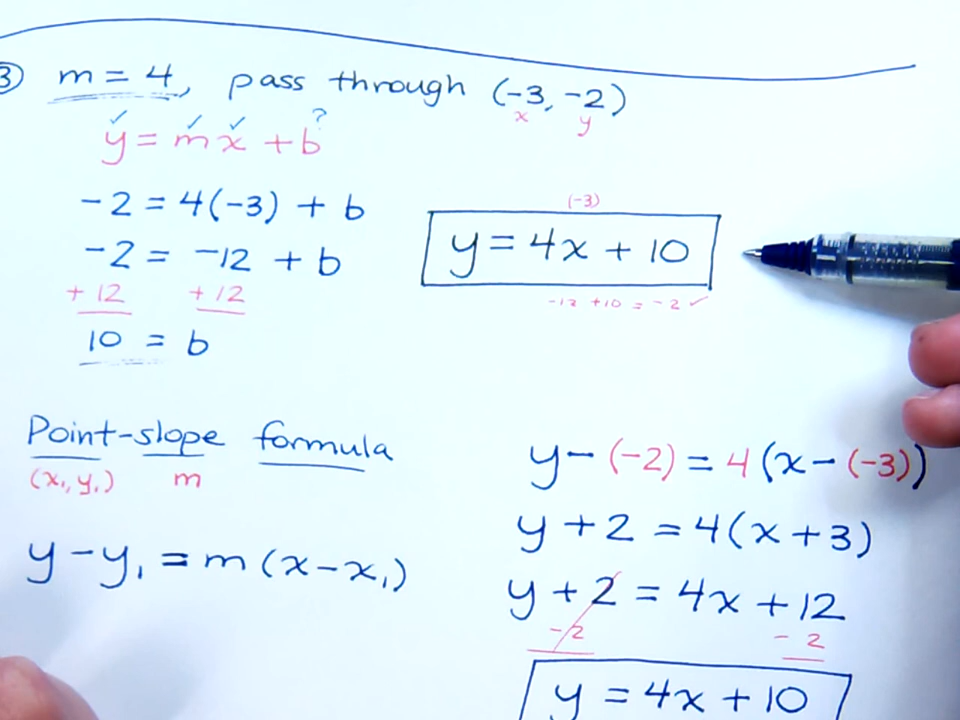 3 m = 4, pass through (-3, -2)
x y
✓ ✓ ✓ ?
y = mx + b
-2 = 4(-3) + b
-2 = -12 + b
+ 12 + 12
10 = b
(-3)
y = 4x + 10
-12 +10 = -2 ✓
Point-slope formula
(x₁, y₁) m
y - y₁ = m (x - x₁)
y - (-2) = 4 (x - (-3))
y + 2 = 4(x + 3)
y + 2 = 4x + 12
-2 - 2
y = 4x + 10